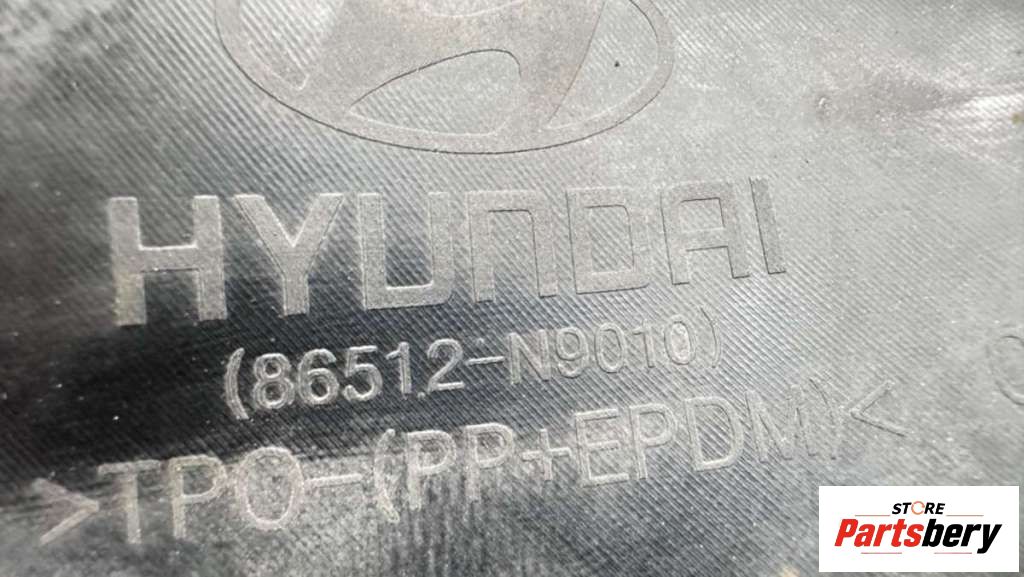 HYUNDAI
(86512-N9010)
>TPO-(PP+EPDM)<
STORE
Partsbery